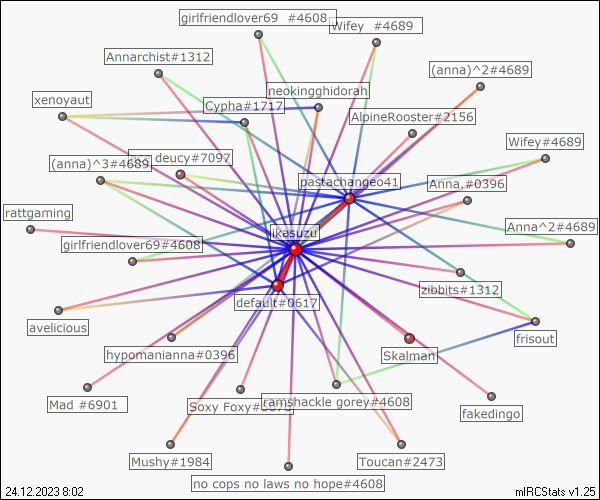 girlfriendlover69 #4608
Wifey #4689
Annarchist#1312
(anna)^2#4689
xenoyaut
neokingghidorah
Cypha#1717
AlpineRooster#2156
Wifey#4689
(anna)^3#4689
deucy#7097
pastachangeo41
Anna.#0396
rattgaming
likesuzu
Anna^2#4689
girlfriendlover69#4608
zibbits#1312
default#0617
avelicious
frisout
hypomanianna#0396
Skalman
Mad #6901
Soxy
ramshackle gorey#4608
fakedingo
Mushy#1984
Toucan#2473
no cops no laws no hope#4608
24.12.2023 8:02
mIRCStats v1.25